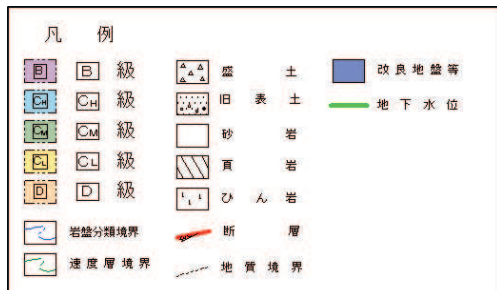 凡例
B B 級
CH CH 級
CM CM 級
CL CL 級
D D 級
岩盤分類境界
速度層境界
盛土
旧表土
砂岩
頁岩
ひん岩
断層
地質境界
改良地盤等
地下水位